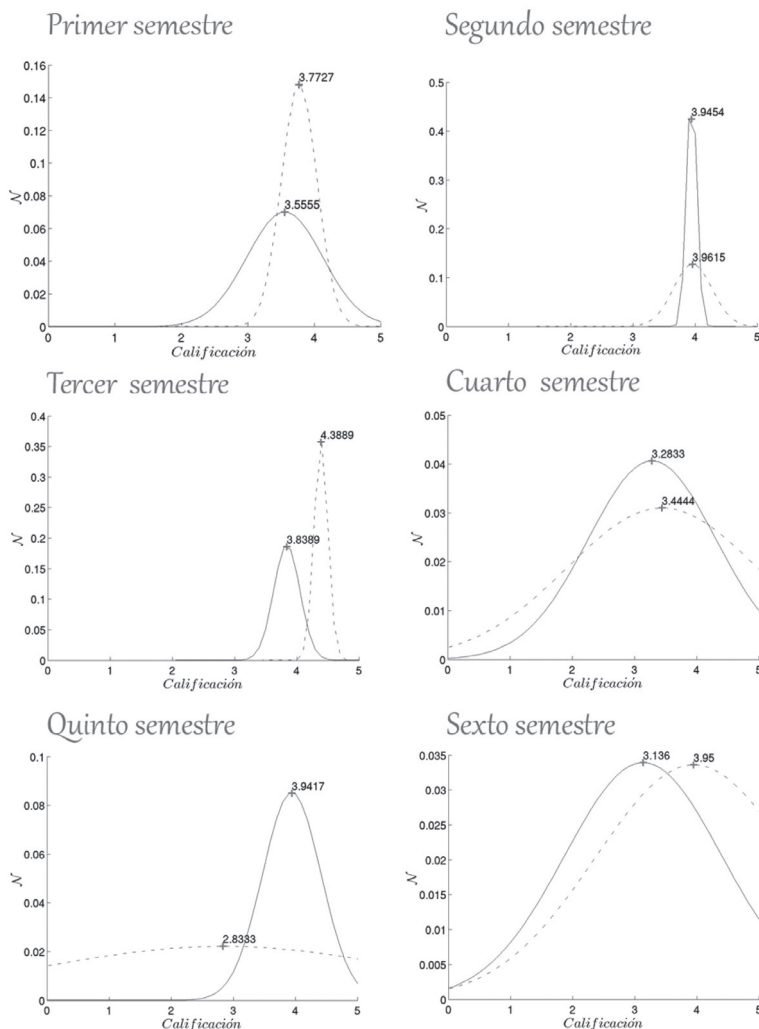 Primer semestre
0.16
0.14
0.12
0.1
0.08
0.06
0.04
0.02
0
𝒩
3.7727
3.5555
0 1 2 3 4 5
Calificación
Segundo semestre
0.5
0.4
0.3
0.2
0.1
0
𝒩
3.9454
3.9615
0 1 2 3 4 5
Calificación
Tercer semestre
0.4
0.35
0.3
0.25
0.2
0.15
0.1
0.05
0
𝒩
4.3889
3.8389
0 1 2 3 4 5
Calificación
Cuarto semestre
0.05
0.04
0.03
0.02
0.01
0
𝒩
3.2833
3.4444
0 1 2 3 4 5
Calificación
Quinto semestre
0.1
0.08
0.06
0.04
0.02
0
𝒩
3.9417
2.8333
0 1 2 3 4 5
Calificación
Sexto semestre
0.035
0.03
0.025
0.02
0.015
0.01
0.005
0
𝒩
3.136
3.95
0 1 2 3 4 5
Calificación